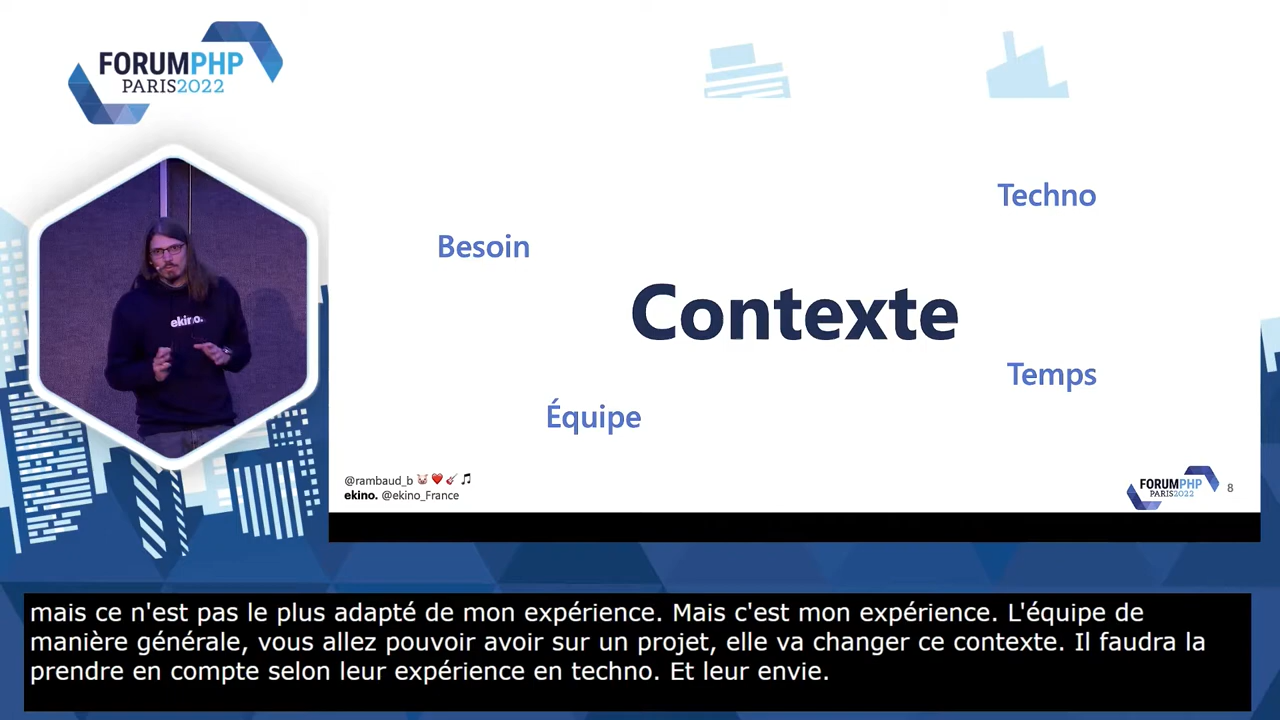 FORUMPHP
PARIS2022
Techno
Besoin
Contexte
Temps
Équipe
ekino.
@rambaud_b
ekino. @ekino_France
FORUMPHP
PARIS2022
8
mais ce n'est pas le plus adapté de mon expérience. Mais c'est mon expérience. L'équipe de
manière générale, vous allez pouvoir avoir sur un projet, elle va changer ce contexte. Il faudra la
prendre en compte selon leur expérience en techno. Et leur envie.